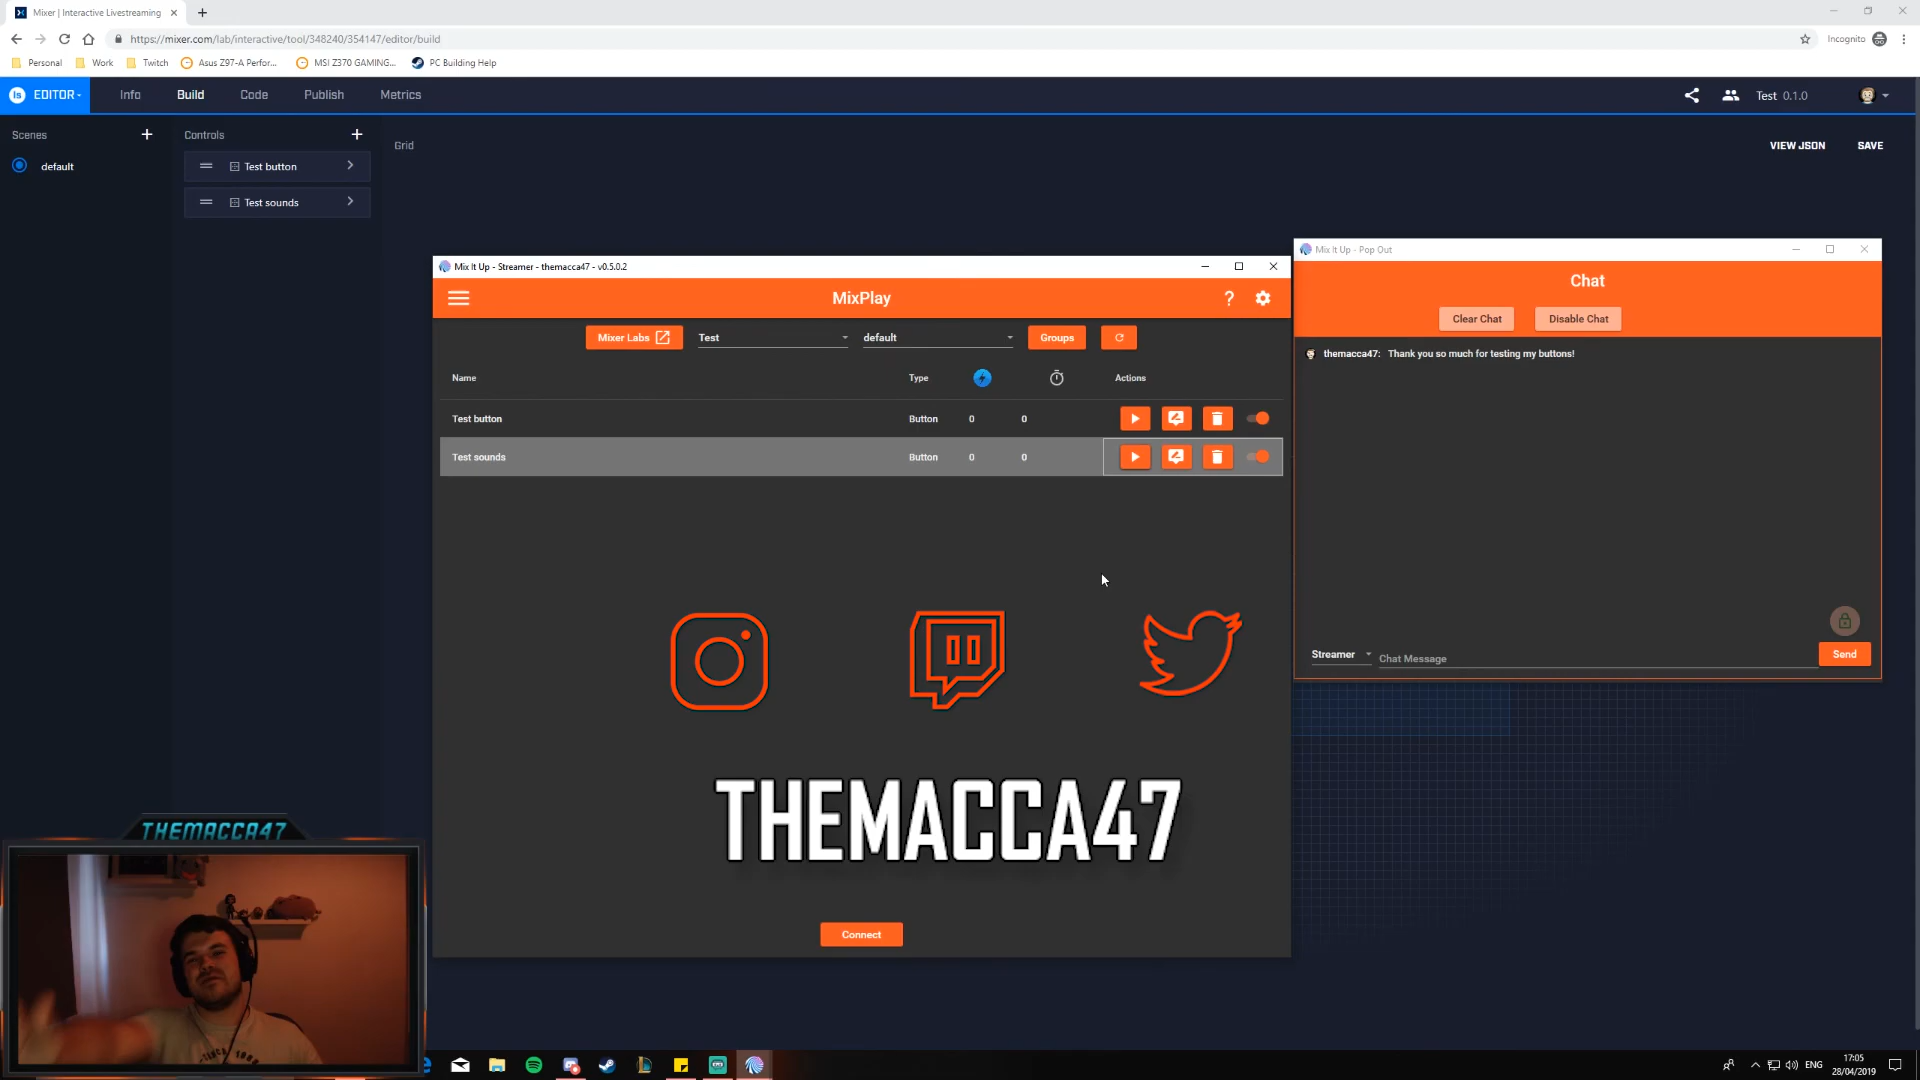 Mixer | Interactive Livestreaming
https://mixer.com/lab/interactive/tool/348240/354147/editor/build
Incognito
Personal
Work
Twitch
Asus Z97-A Perfor...
MSI Z370 GAMING...
PC Building Help
EDITOR
Info
Build
Code
Publish
Metrics
Test 0.1.0
Scenes
Controls
Grid
VIEW JSON
SAVE
default
Test button
Test sounds
Mix It Up - Streamer - themacca47 - v0.5.0.2
MixPlay
?
Mixer Labs
Test
default
Groups
Name
Type
Actions
Test button
Button
0
0
Test sounds
Button
0
0
THEMACCA47
Connect
Mix It Up - Pop Out
Chat
Clear Chat
Disable Chat
themacca47: Thank you so much for testing my buttons!
Streamer
Chat Message
Send
THEMACCA47
ENG
17:05
28/04/2019